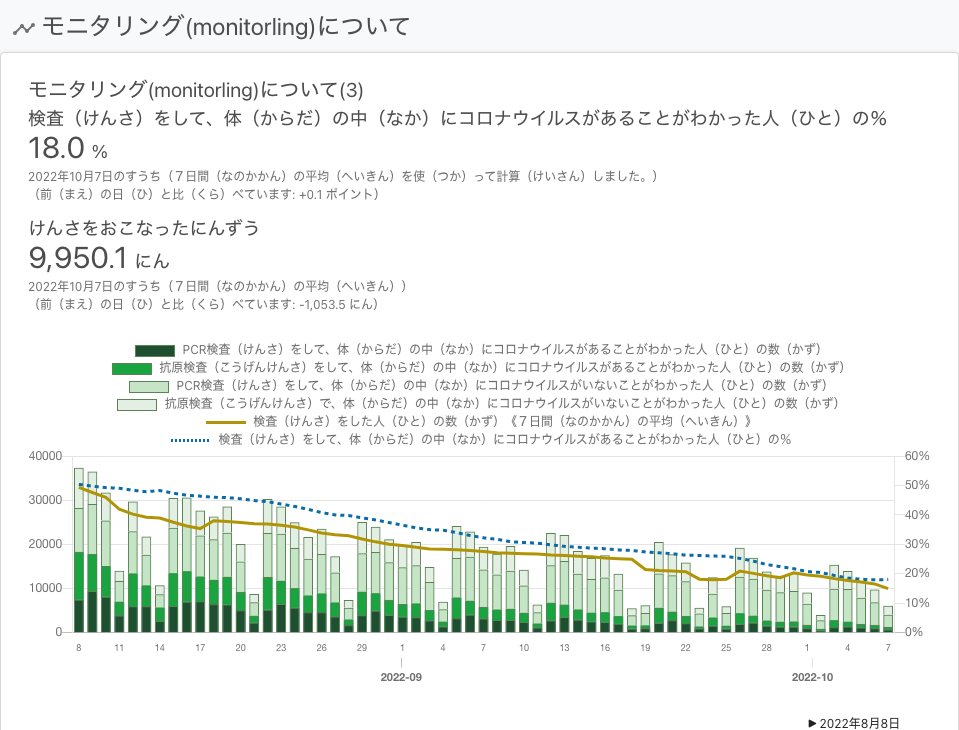 モニタリング(monitorling)について
モニタリング(monitorling)について(3)
検査（けんさ）をして、体（からだ）の中（なか）にコロナウイルスがあることがわかった人（ひと）の%
18.0 %
2022年10月7日のすうち（７日間（なのかかん）の平均（へいきん）を使（つか）って計算（けいさん）しました。）
（前（まえ）の日（ひ）と比（くら）べています: +0.1 ポイント）
けんさをおこなったにんずう
9,950.1 にん
2022年10月7日のすうち（７日間（なのかかん）の平均（へいきん））
（前（まえ）の日（ひ）と比（くら）べています: -1,053.5 にん）
PCR検査（けんさ）をして、体（からだ）の中（なか）にコロナウイルスがあることがわかった人（ひと）の数（かず）
抗原検査（こうげんけんさ）をして、体（からだ）の中（なか）にコロナウイルスがあることがわかった人（ひと）の数（かず）
PCR検査（けんさ）をして、体（からだ）の中（なか）にコロナウイルスがいないことがわかった人（ひと）の数（かず）
抗原検査（こうげんけんさ）で、体（からだ）の中（なか）にコロナウイルスがいないことがわかった人（ひと）の数（かず）
検査（けんさ）をした人（ひと）の数（かず）《７日間（なのかかん）の平均（へいきん）》
検査（けんさ）をして、体（からだ）の中（なか）にコロナウイルスがあることがわかった人（ひと）の%
40000 60%
50%
30000 40%
20000 30%
20%
10000 10%
0 0%
8 11 14 17 20 23 26 29 1 4 7 10 13 16 19 22 25 28 1 4 7
2022-09 2022-10
▶ 2022年8月8日